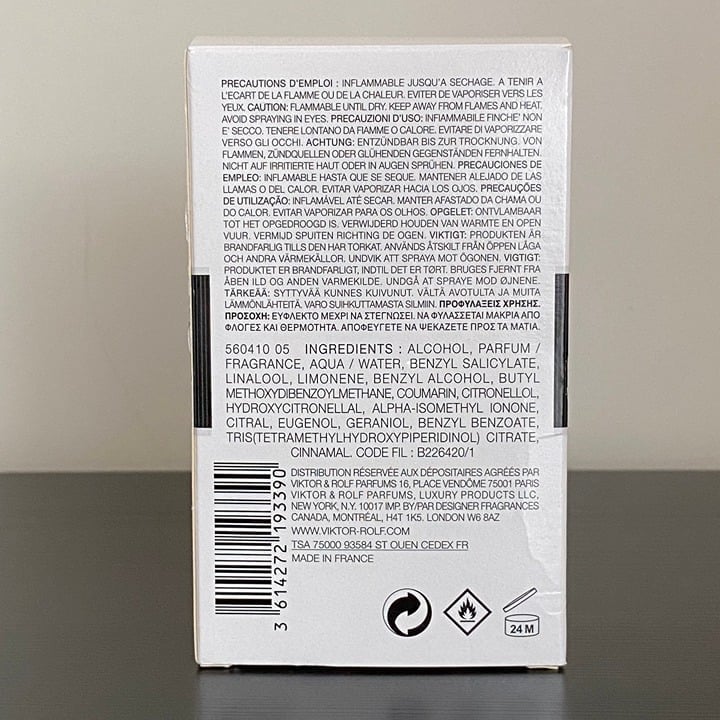 PRECAUTIONS D'EMPLOI : INFLAMMABLE JUSQU'A SECHAGE. A TENIR A
L'ECART DE LA FLAMME OU DE LA CHALEUR. EVITER DE VAPORISER VERS LES
YEUX. CAUTION: FLAMMABLE UNTIL DRY. KEEP AWAY FROM FLAMES AND HEAT.
AVOID SPRAYING IN EYES. PRECAUZIONI D'USO: INFIAMMABILE FINCHE' NON
E' SECCO. TENERE LONTANO DA FIAMME O CALORE. EVITARE DI VAPORIZZARE
VERSO GLI OCCHI. ACHTUNG: ENTZÜNDBAR BIS ZUR TROCKNUNG. VON
FLAMMEN, ZÜNDQUELLEN ODER GLÜHENDEN GEGENSTÄNDEN FERNHALTEN.
NICHT AUF IRRITIERTE HAUT ODER IN AUGEN SPRÜHEN. PRECAUCIONES DE
EMPLEO: INFLAMABLE HASTA QUE SE SEQUE. MANTENER ALEJADO DE LAS
LLAMAS O DEL CALOR. EVITAR VAPORIZAR HACIA LOS OJOS. PRECAUÇÕES
DE UTILIZAÇÃO: INFLAMÁVEL ATÉ SECAR. MANTER AFASTADO DA CHAMA OU
DO CALOR. EVITAR VAPORIZAR PARA OS OLHOS. OPGELET: ONTVLAMBAAR
TOT HET OPGEDROOGD IS. VERWIJDERD HOUDEN VAN WARMTE EN OPEN
VUUR. VERMIJD SPUITEN RICHTING DE OGEN. VIKTIGT: PRODUKTEN ÄR
BRANDFARLIG TILLS DEN HAR TORKAT. ANVÄNDS ÅTSKILT FRÅN ÖPPEN LÅGA
OCH ANDRA VÄRMEKÄLLOR. UNDVIK ATT SPRAYA MOT ÖGONEN. VIGTIGT:
PRODUKTET ER BRANDFARLIGT, INDTIL DET ER TØRT. BRUGES FJERNT FRA
ÅBEN ILD OG ANDEN VARMEKILDE. UNDGÅ AT SPRAYE MOD ØJNENE.
TÄRKEÄÄ: SYTTYVÄÄ KUNNES KUIVUNUT. VÄLTÄ AVOTULTA JA MUITA
LÄMMÖNLÄHTEITÄ. VARO SUIHKUTTAMASTA SILMIIN. ΠΡΟΦΥΛΑΞΕΙΣ ΧΡΗΣΗΣ.
ΠΡΟΣΟΧΗ: ΕΥΦΛΕΚΤΟ ΜΕΧΡΙ ΝΑ ΣΤΕΓΝΩΣΕΙ. ΝΑ ΦΥΛΑΣΣΕΤΑΙ ΜΑΚΡΙΑ ΑΠΟ
ΦΛΟΓΕΣ ΚΑΙ ΘΕΡΜΟΤΗΤΑ. ΑΠΟΦΕΥΓΕΤΕ ΝΑ ΨΕΚΑΖΕΤΕ ΠΡΟΣ ΤΑ ΜΑΤΙΑ.
560410 05 INGREDIENTS : ALCOHOL, PARFUM /
FRAGRANCE, AQUA / WATER, BENZYL SALICYLATE,
LINALOOL, LIMONENE, BENZYL ALCOHOL, BUTYL
METHOXYDIBENZOYLMETHANE, COUMARIN, CITRONELLOL,
HYDROXYCITRONELLAL, ALPHA-ISOMETHYL IONONE,
CITRAL, EUGENOL, GERANIOL, BENZYL BENZOATE,
TRIS(TETRAMETHYLHYDROXYPIPERIDINOL) CITRATE,
CINNAMAL. CODE FIL : B226420/1
DISTRIBUTION RÉSERVÉE AUX DÉPOSITAIRES AGRÉÉS PAR
VIKTOR & ROLF PARFUMS 16, PLACE VENDÔME 75001 PARIS
VIKTOR & ROLF PARFUMS, LUXURY PRODUCTS LLC,
NEW YORK, N.Y. 10017 IMP. BY/PAR DESIGNER FRAGRANCES
CANADA, MONTRÉAL, H4T 1K5. LONDON W6 8AZ
WWW.VIKTOR-ROLF.COM
TSA 75000 93584 ST OUEN CEDEX FR
MADE IN FRANCE
3 614272 193390
24 M